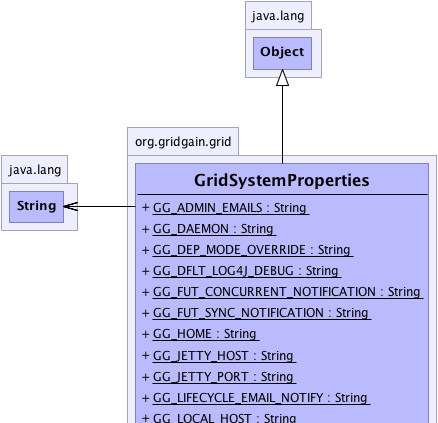 java.lang
Object
org.gridgain.grid
java.lang
String
GridSystemProperties
+ GG_ADMIN_EMAILS : String
+ GG_DAEMON : String
+ GG_DEP_MODE_OVERRIDE : String
+ GG_DFLT_LOG4J_DEBUG : String
+ GG_FUT_CONCURRENT_NOTIFICATION : String
+ GG_FUT_SYNC_NOTIFICATION : String
+ GG_HOME : String
+ GG_JETTY_HOST : String
+ GG_JETTY_PORT : String
+ GG_LIFECYCLE_EMAIL_NOTIFY : String
+ GG_LOCAL_HOST : String